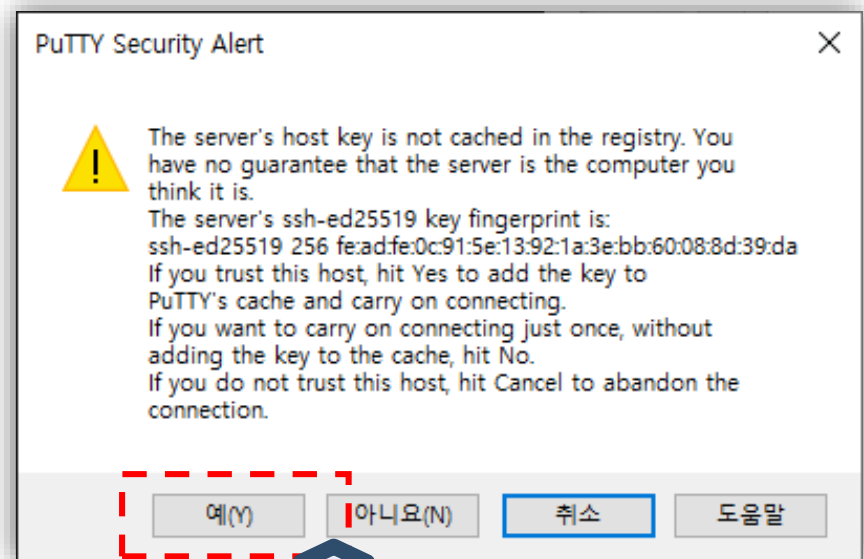 PuTTY Security Alert
The server's host key is not cached in the registry. You
have no guarantee that the server is the computer you
think it is.
The server's ssh-ed25519 key fingerprint is:
ssh-ed25519 256 fe:ad:fe:0c:91:5e:13:92:1a:3e:bb:60:08:8d:39:da
If you trust this host, hit Yes to add the key to
PuTTY's cache and carry on connecting.
If you want to carry on connecting just once, without
adding the key to the cache, hit No.
If you do not trust this host, hit Cancel to abandon the
connection.
예(Y) 아니요(N) 취소 도움말